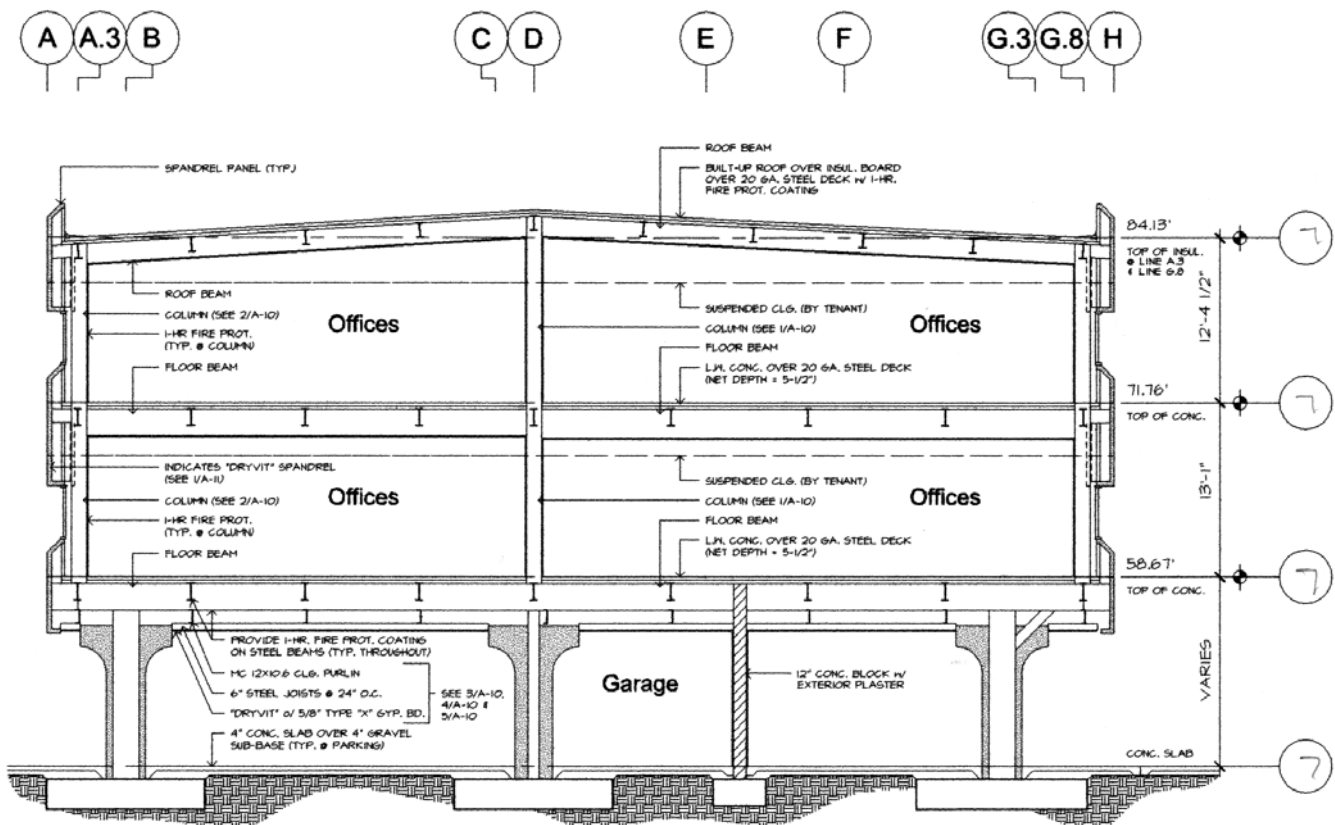 A A.3 B C D E F G.3 G.8 H
SPANDREL PANEL (TYP.)
ROOF BEAM
BUILT-UP ROOF OVER INSUL. BOARD
OVER 20 GA. STEEL DECK w/ 1-HR.
FIRE PROT. COATING
84.13'
TOP OF INSUL.
@ LINE A.3
& LINE G.8
12'-4 1/2"
ROOF BEAM
COLUMN (SEE 2/A-10)
1-HR FIRE PROT.
(TYP. @ COLUMN)
FLOOR BEAM
Offices
SUSPENDED CLG. (BY TENANT)
COLUMN (SEE 1/A-10)
FLOOR BEAM
L.W. CONC. OVER 20 GA. STEEL DECK
(NET DEPTH = 5-1/2")
Offices
71.76'
TOP OF CONC.
13'-1"
INDICATES "DRYVIT" SPANDREL
(SEE 1/A-11)
COLUMN (SEE 2/A-10)
1-HR FIRE PROT.
(TYP. @ COLUMN)
FLOOR BEAM
Offices
SUSPENDED CLG. (BY TENANT)
COLUMN (SEE 1/A-10)
FLOOR BEAM
L.W. CONC. OVER 20 GA. STEEL DECK
(NET DEPTH = 5-1/2")
Offices
58.67'
TOP OF CONC.
VARIES
PROVIDE 1-HR. FIRE PROT. COATING
ON STEEL BEAMS (TYP. THROUGHOUT)
MC 12X10.6 CLG. PURLIN
6" STEEL JOISTS @ 24" O.C.
"DRYVIT" o/ 5/8" TYPE "X" GYP. BD.
SEE 3/A-10,
4/A-10 &
5/A-10
4" CONC. SLAB OVER 4" GRAVEL
SUB-BASE (TYP. @ PARKING)
Garage
12" CONC. BLOCK w/
EXTERIOR PLASTER
CONC. SLAB